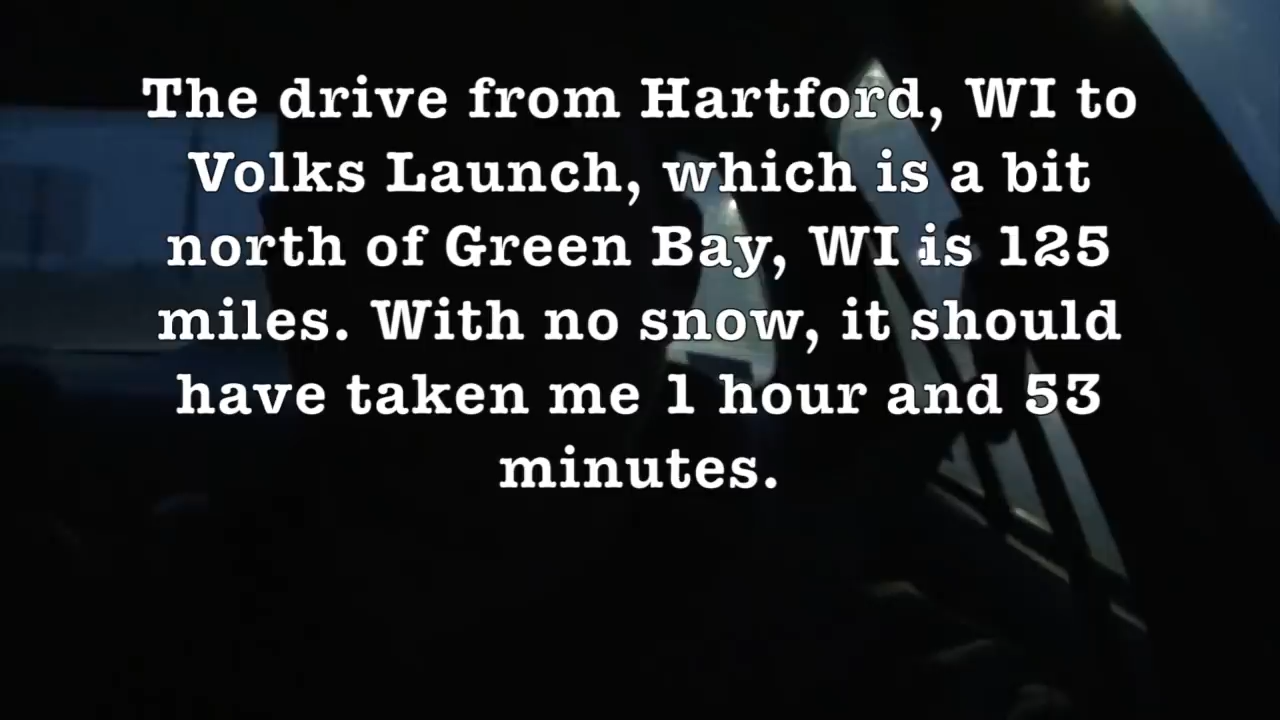 The drive from Hartford, WI to
Volks Launch, which is a bit
north of Green Bay, WI is 125
miles. With no snow, it should
have taken me 1 hour and 53
minutes.